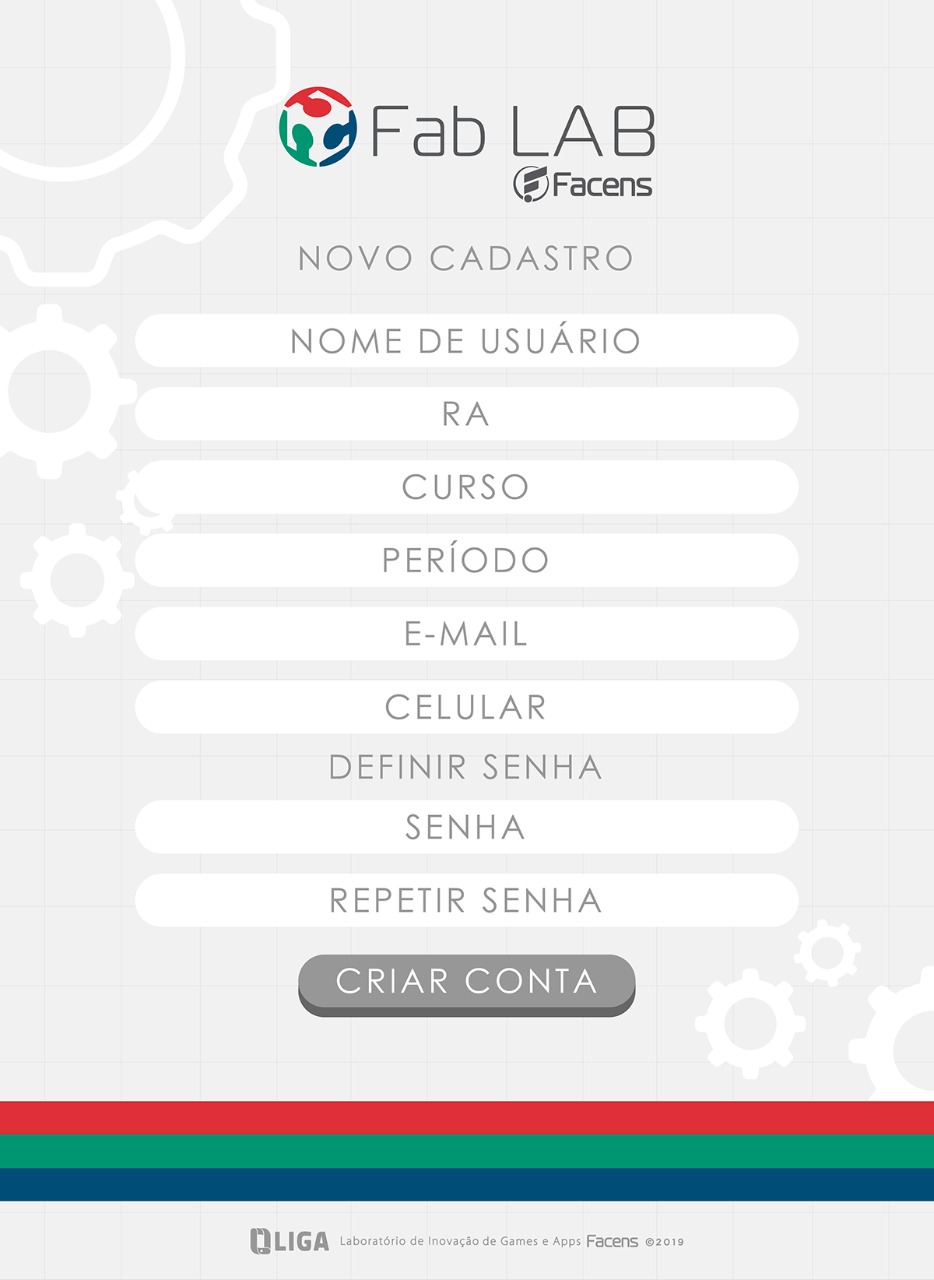 Fab LAB
Facens
NOVO CADASTRO
NOME DE USUÁRIO
RA
CURSO
PERÍODO
E-MAIL
CELULAR
DEFINIR SENHA
SENHA
REPETIR SENHA
CRIAR CONTA
LIGA Laboratório de Inovação de Games e Apps Facens ©2019